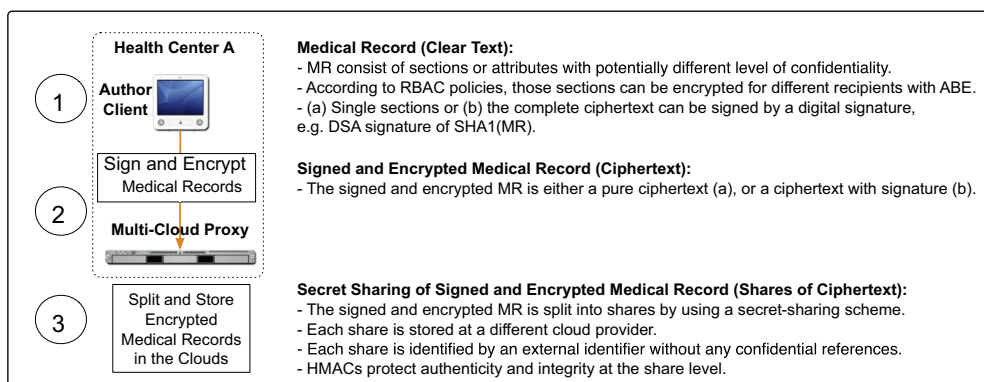 Health Center A
1
Author
Client
Sign and Encrypt
Medical Records
2
Multi-Cloud Proxy
3
Split and Store
Encrypted
Medical Records
in the Clouds
Medical Record (Clear Text):
- MR consist of sections or attributes with potentially different level of confidentiality.
- According to RBAC policies, those sections can be encrypted for different recipients with ABE.
- (a) Single sections or (b) the complete ciphertext can be signed by a digital signature,
e.g. DSA signature of SHA1(MR).
Signed and Encrypted Medical Record (Ciphertext):
- The signed and encrypted MR is either a pure ciphertext (a), or a ciphertext with signature (b).
Secret Sharing of Signed and Encrypted Medical Record (Shares of Ciphertext):
- The signed and encrypted MR is split into shares by using a secret-sharing scheme.
- Each share is stored at a different cloud provider.
- Each share is identified by an external identifier without any confidential references.
- HMACs protect authenticity and integrity at the share level.